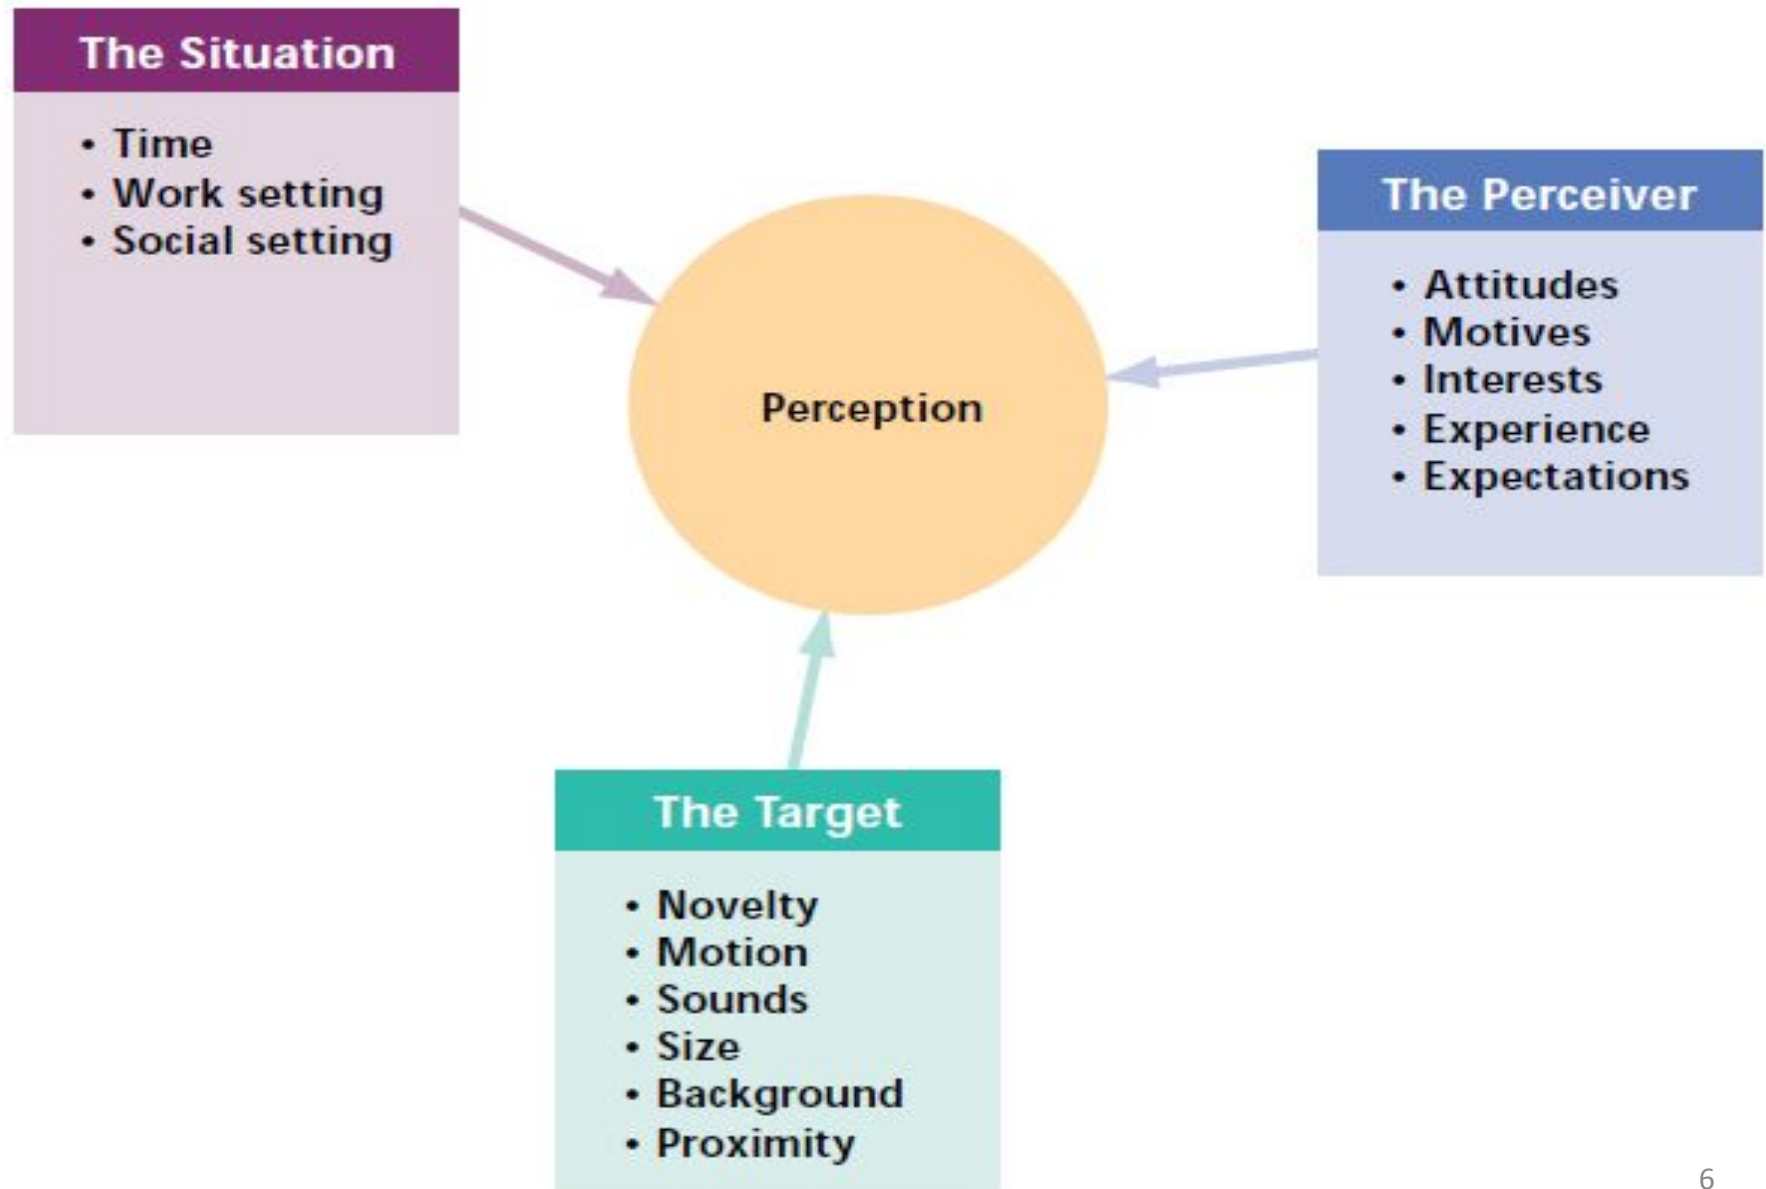 The Situation
• Time
• Work setting
• Social setting
The Perceiver
• Attitudes
• Motives
• Interests
• Experience
• Expectations
Perception
The Target
• Novelty
• Motion
• Sounds
• Size
• Background
• Proximity
6